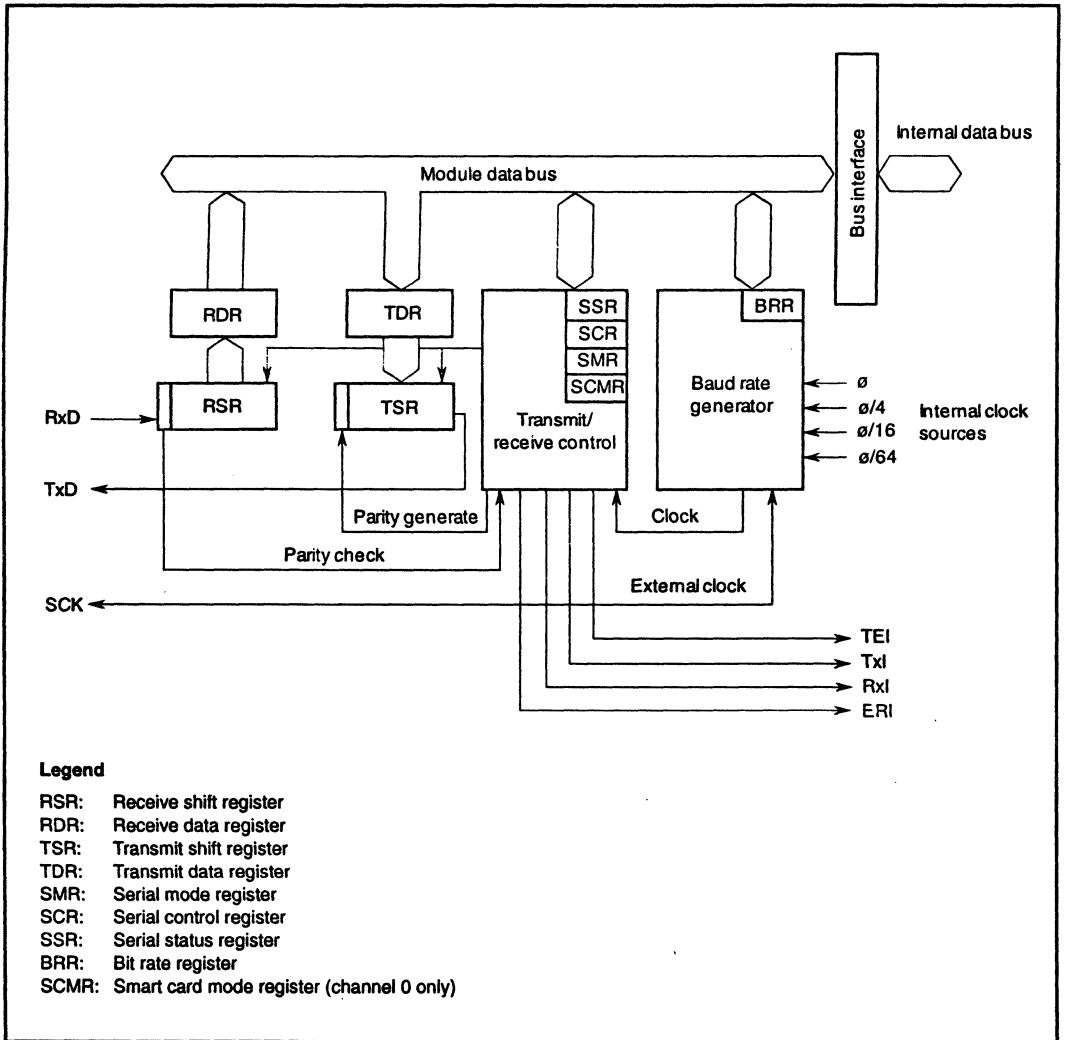 Internal data bus
Bus interface
Module data bus
RDR
TDR
SSR
SCR
SMR
SCMR
BRR
RSR
TSR
Transmit/
receive control
Baud rate
generator
ø
ø/4
ø/16
ø/64
Internal clock
sources
RxD
TxD
Parity generate
Clock
Parity check
External clock
SCK
TEI
TxI
RxI
ERI
Legend
RSR: Receive shift register
RDR: Receive data register
TSR: Transmit shift register
TDR: Transmit data register
SMR: Serial mode register
SCR: Serial control register
SSR: Serial status register
BRR: Bit rate register
SCMR: Smart card mode register (channel 0 only)